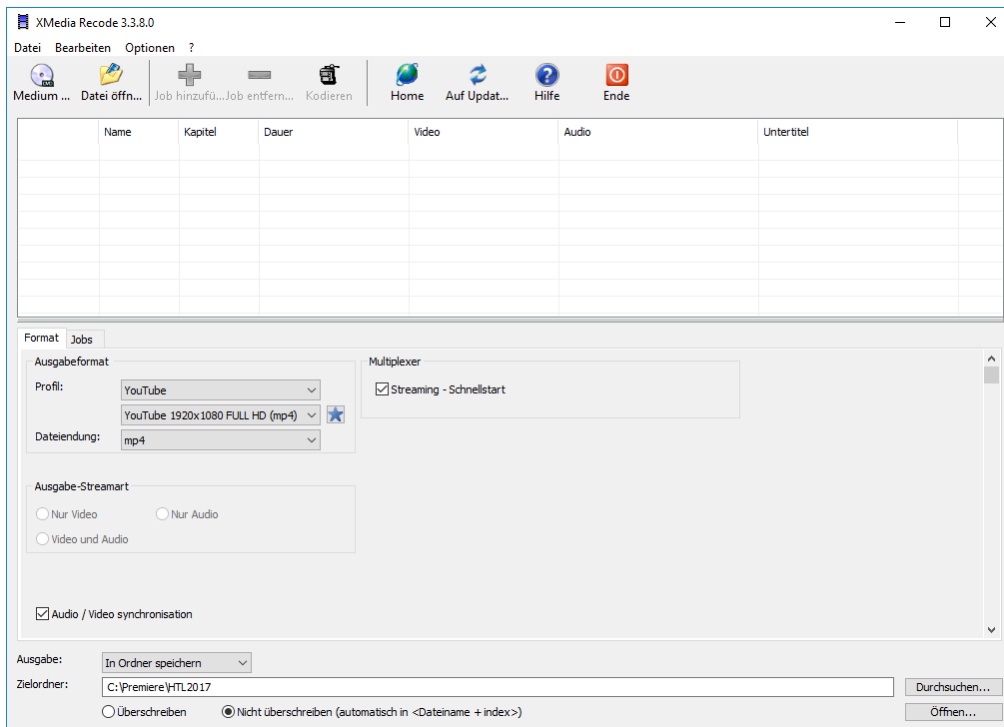 XMedia Recode 3.3.8.0
Datei Bearbeiten Optionen ?
Medium ... Datei öffn... Job hinzufü... Job entfern... Kodieren Home Auf Updat... Hilfe Ende
Name Kapitel Dauer Video Audio Untertitel
Format Jobs
Ausgabeformat
Multiplexer
Profil: YouTube
Streaming - Schnellstart
YouTube 1920x1080 FULL HD (mp4)
Dateiendung: mp4
Ausgabe-Streamart
Nur Video Nur Audio
Video und Audio
Audio / Video synchronisation
Ausgabe: In Ordner speichern
Zielordner: C:\Premiere\HTL2017 Durchsuchen...
Überschreiben Nicht überschreiben (automatisch in <Dateiname + index>) Öffnen...